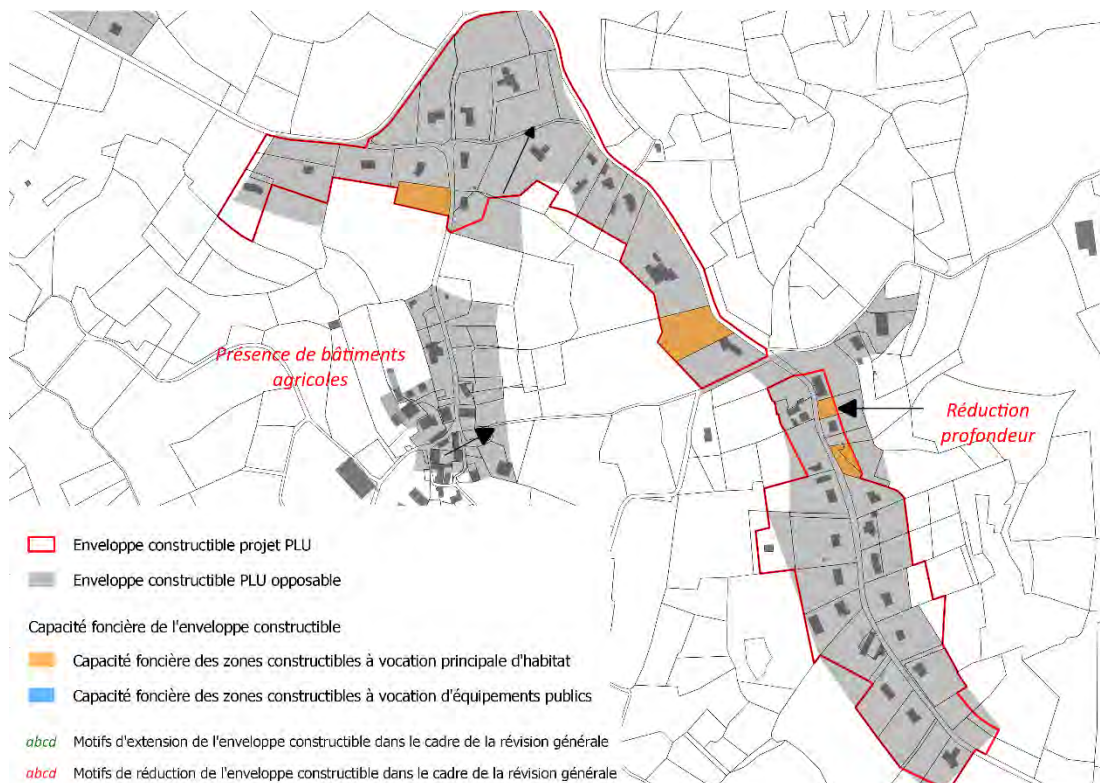 Présence de bâtiments
agricoles
Réduction
profondeur
Enveloppe constructible projet PLU
Enveloppe constructible PLU opposable
Capacité foncière de l'enveloppe constructible
Capacité foncière des zones constructibles à vocation principale d'habitat
Capacité foncière des zones constructibles à vocation d'équipements publics
abcd Motifs d'extension de l'enveloppe constructible dans le cadre de la révision générale
abcd Motifs de réduction de l'enveloppe constructible dans le cadre de la révision générale